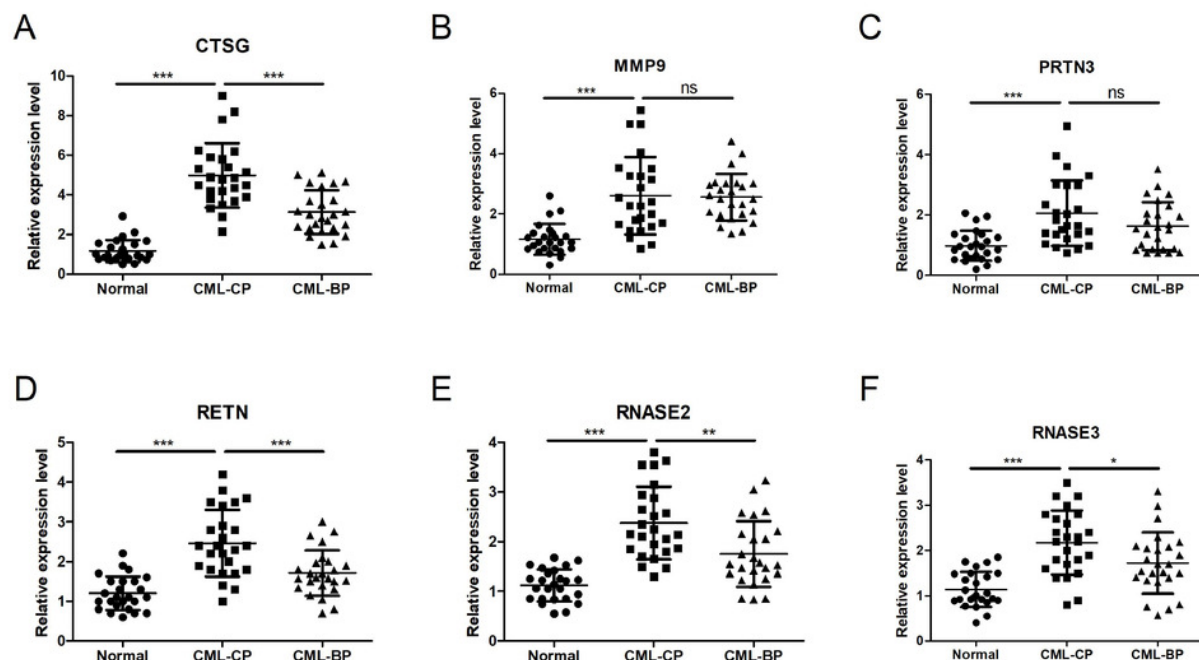 A
CTSG
*** ***
Relative expression level
10
8
6
4
2
0
Normal CML-CP CML-BP
B
MMP9
*** ns
Relative expression level
6
4
2
0
Normal CML-CP CML-BP
C
PRTN3
*** ns
Relative expression level
6
4
2
0
Normal CML-CP CML-BP
D
RETN
*** ***
Relative expression level
5
4
3
2
1
0
Normal CML-CP CML-BP
E
RNASE2
*** **
Relative expression level
4
3
2
1
0
Normal CML-CP CML-BP
F
RNASE3
*** *
Relative expression level
4
3
2
1
0
Normal CML-CP CML-BP